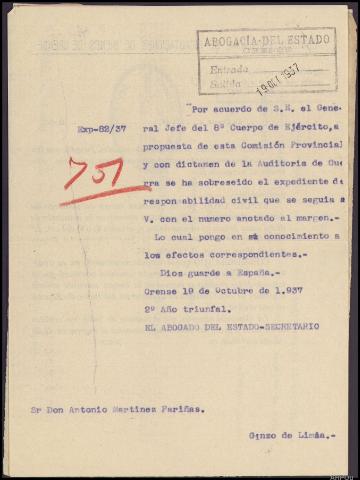 ABOGACÍA-DEL ESTADO
ORENSE
Entrada
Salida
19 OCT 1937
Por acuerdo de S.E. el Gene-
Exp-82/37
ral Jefe del 8º Cuerpo de Ejército,a
propuesta de esta Comisión Provincial
751
y con dictamen de la Auditoria de Gue
rra se ha sobreseido el expediente d
responsabilidad civil que se seguia a
V. con el numero anotado al margen.-
Lo cual pongo en su conocimiento a
los efectos correspondientes.-
Dios guarde a España.-
Orense 19 de Octubre de 1.937
2º Año triunfal.
EL ABOGADO DEL ESTADO-SECRETARIO
Sr Don Antonio Martinez Fariñas.
Ginzo de Limia.-